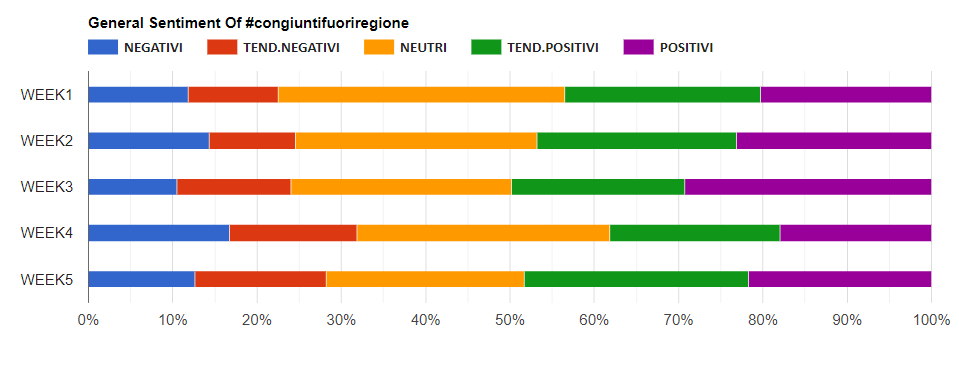 General Sentiment Of #congiuntifuoriregione
NEGATIVI TEND.NEGATIVI NEUTRI TEND.POSITIVI POSITIVI
WEEK1
WEEK2
WEEK3
WEEK4
WEEK5
0% 10% 20% 30% 40% 50% 60% 70% 80% 90% 100%